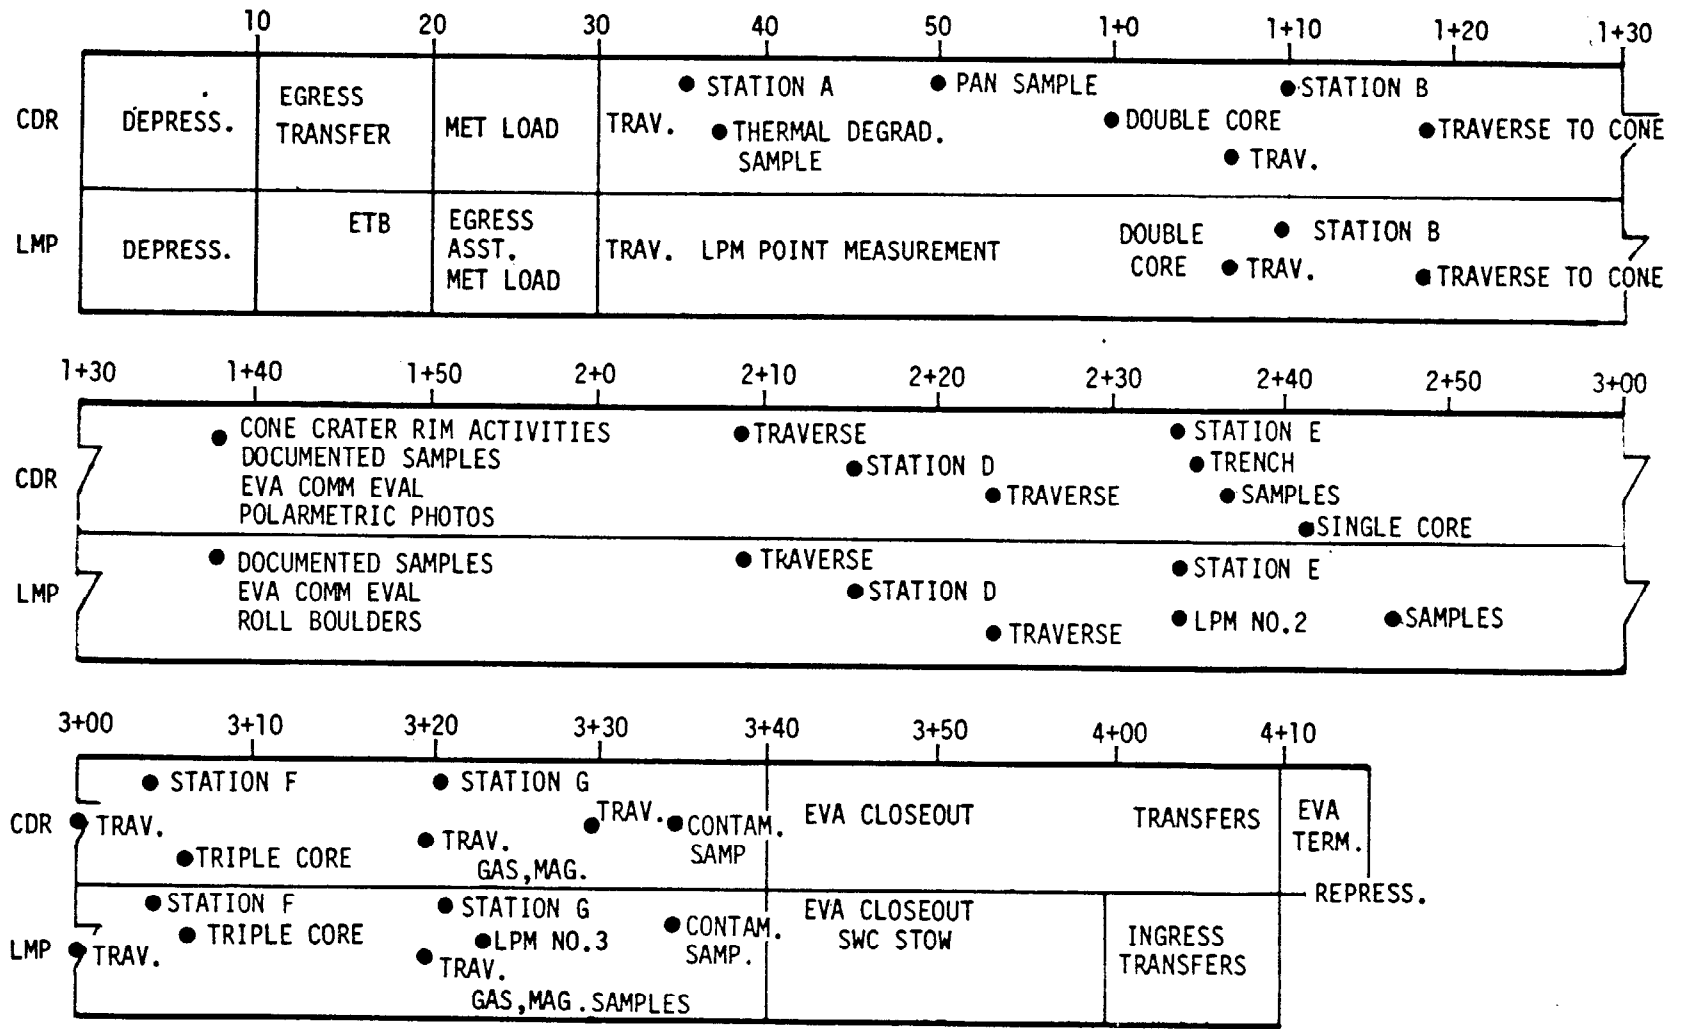 10 20 30 40 50 1+0 1+10 1+20 1+30
CDR
DEPRESS.
EGRESS
TRANSFER
MET LOAD
TRAV.
STATION A
THERMAL DEGRAD.
SAMPLE
PAN SAMPLE
DOUBLE CORE
TRAV.
STATION B
TRAVERSE TO CONE
LMP
DEPRESS.
ETB
EGRESS
ASST.
MET LOAD
TRAV. LPM POINT MEASUREMENT
DOUBLE
CORE
TRAV.
STATION B
TRAVERSE TO CONE
1+30 1+40 1+50 2+0 2+10 2+20 2+30 2+40 2+50 3+00
CDR
CONE CRATER RIM ACTIVITIES
DOCUMENTED SAMPLES
EVA COMM EVAL
POLARMETRIC PHOTOS
TRAVERSE
STATION D
TRAVERSE
STATION E
TRENCH
SAMPLES
SINGLE CORE
LMP
DOCUMENTED SAMPLES
EVA COMM EVAL
ROLL BOULDERS
TRAVERSE
STATION D
TRAVERSE
STATION E
LPM NO.2
SAMPLES
3+00 3+10 3+20 3+30 3+40 3+50 4+00 4+10
CDR
STATION F
TRAV.
TRIPLE CORE
STATION G
TRAV.
GAS,MAG.
TRAV.
CONTAM.
SAMP
EVA CLOSEOUT
TRANSFERS
EVA
TERM.
REPRESS.
LMP
STATION F
TRIPLE CORE
TRAV.
STATION G
LPM NO.3
TRAV.
GAS,MAG.SAMPLES
CONTAM.
SAMP.
EVA CLOSEOUT
SWC STOW
INGRESS
TRANSFERS